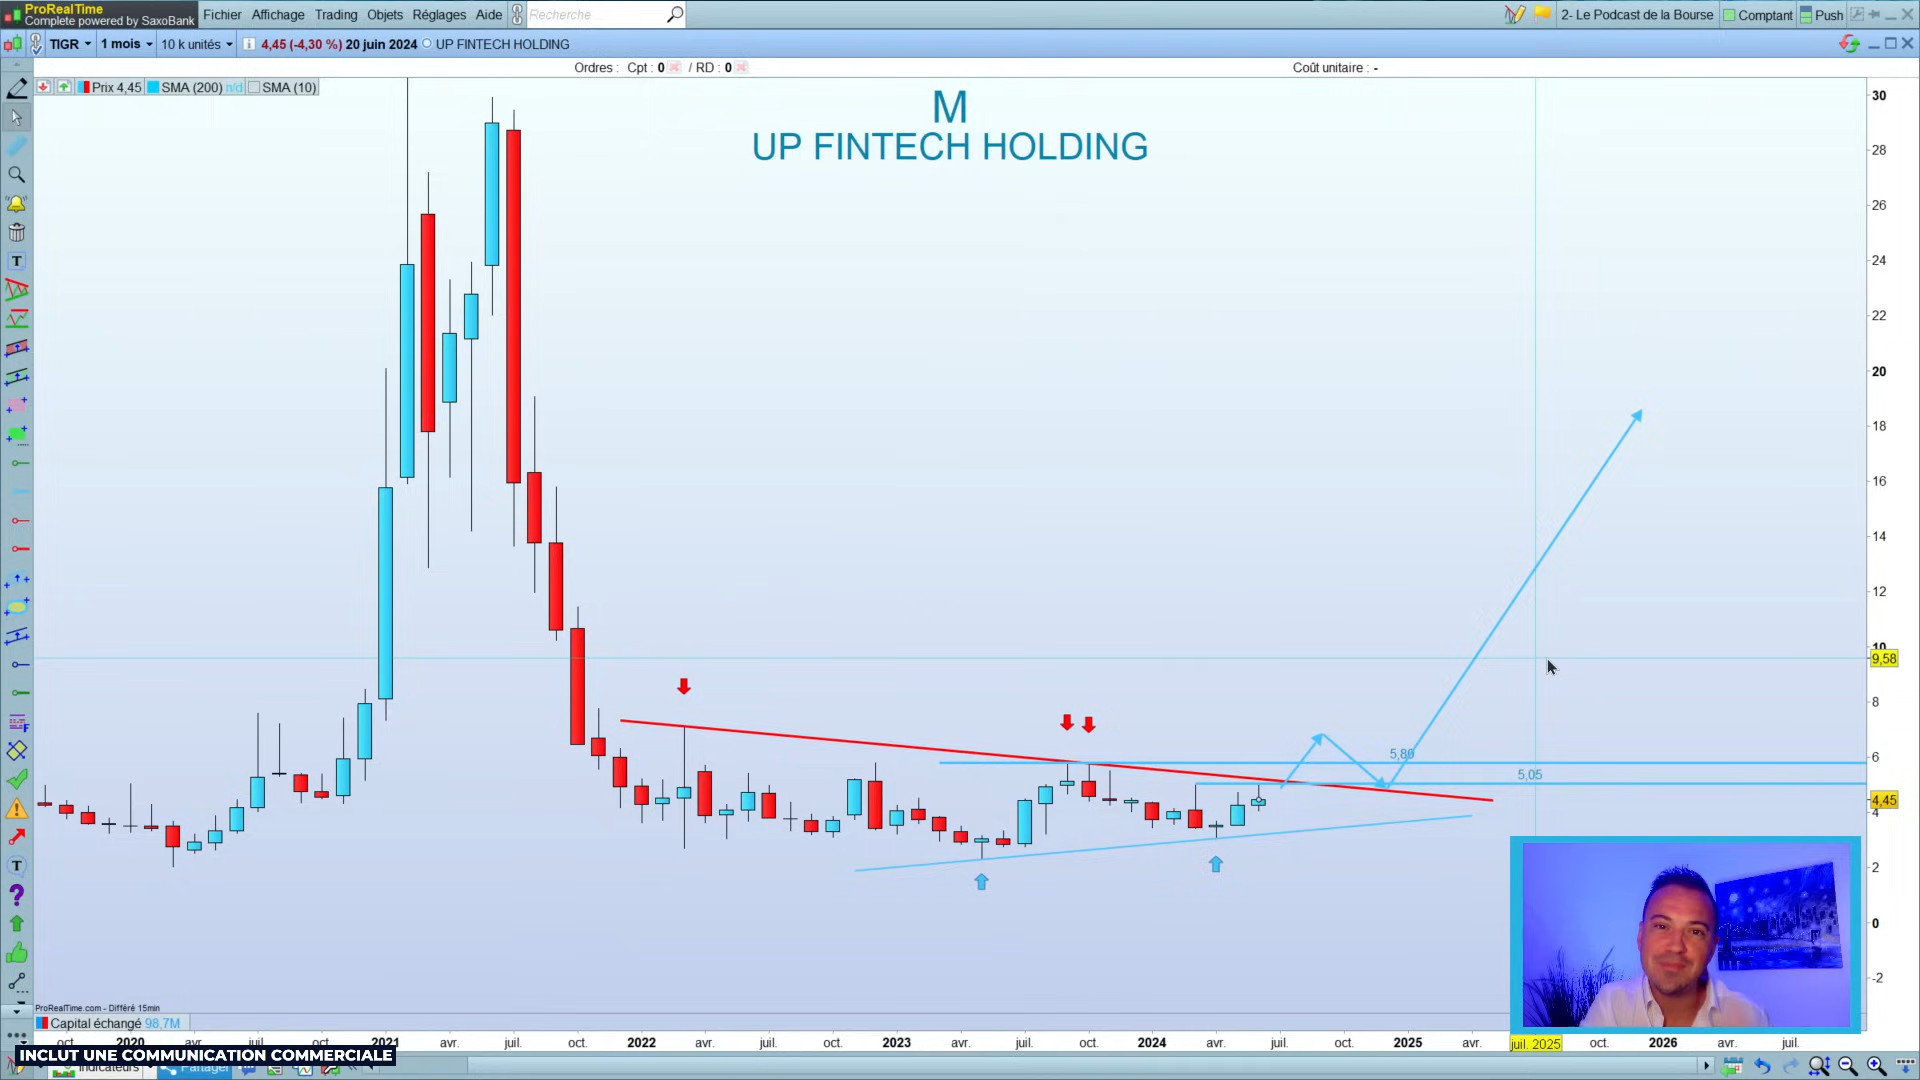 ProRealTime
Complete powered by SaxoBank
Fichier Affichage Trading Objets Réglages Aide Recherche... 2- Le Podcast de la Bourse Comptant Push
TIGR 1 mois 10 k unités 4,45 (-4,30 %) 20 juin 2024 UP FINTECH HOLDING
Ordres : Cpt : 0 / RD : 0 Coût unitaire : -
Prix 4,45 SMA (200) n/d SMA (10)
M
UP FINTECH HOLDING
30
28
26
24
22
20
18
16
14
12
10
9,58
8
6
5,80
5,05
4,45
4
2
0
-2
ProRealTime.com - Différé 15min
Capital échangé 98,7M
oct. 2020 avr. juil. oct. 2021 avr. juil. oct. 2022 avr. juil. oct. 2023 avr. juil. oct. 2024 avr. juil. oct. 2025 avr. juil. 2025 oct. 2026 avr. juil.
INCLUT UNE COMMUNICATION COMMERCIALE
Indicateurs Partager